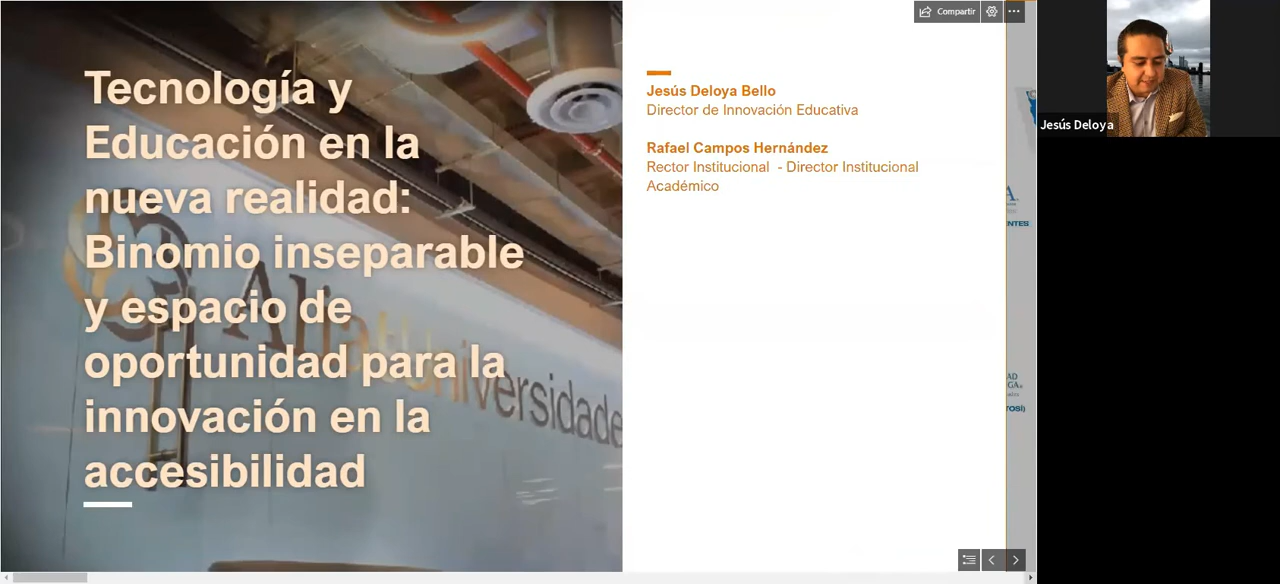 Tecnología y
Educación en la
nueva realidad:
Binomio inseparable
y espacio de
oportunidad para la
innovación en la
accesibilidad
Compartir
Jesús Deloya Bello
Director de Innovación Educativa
Rafael Campos Hernández
Rector Institucional - Director Institucional
Académico
Jesús Deloya